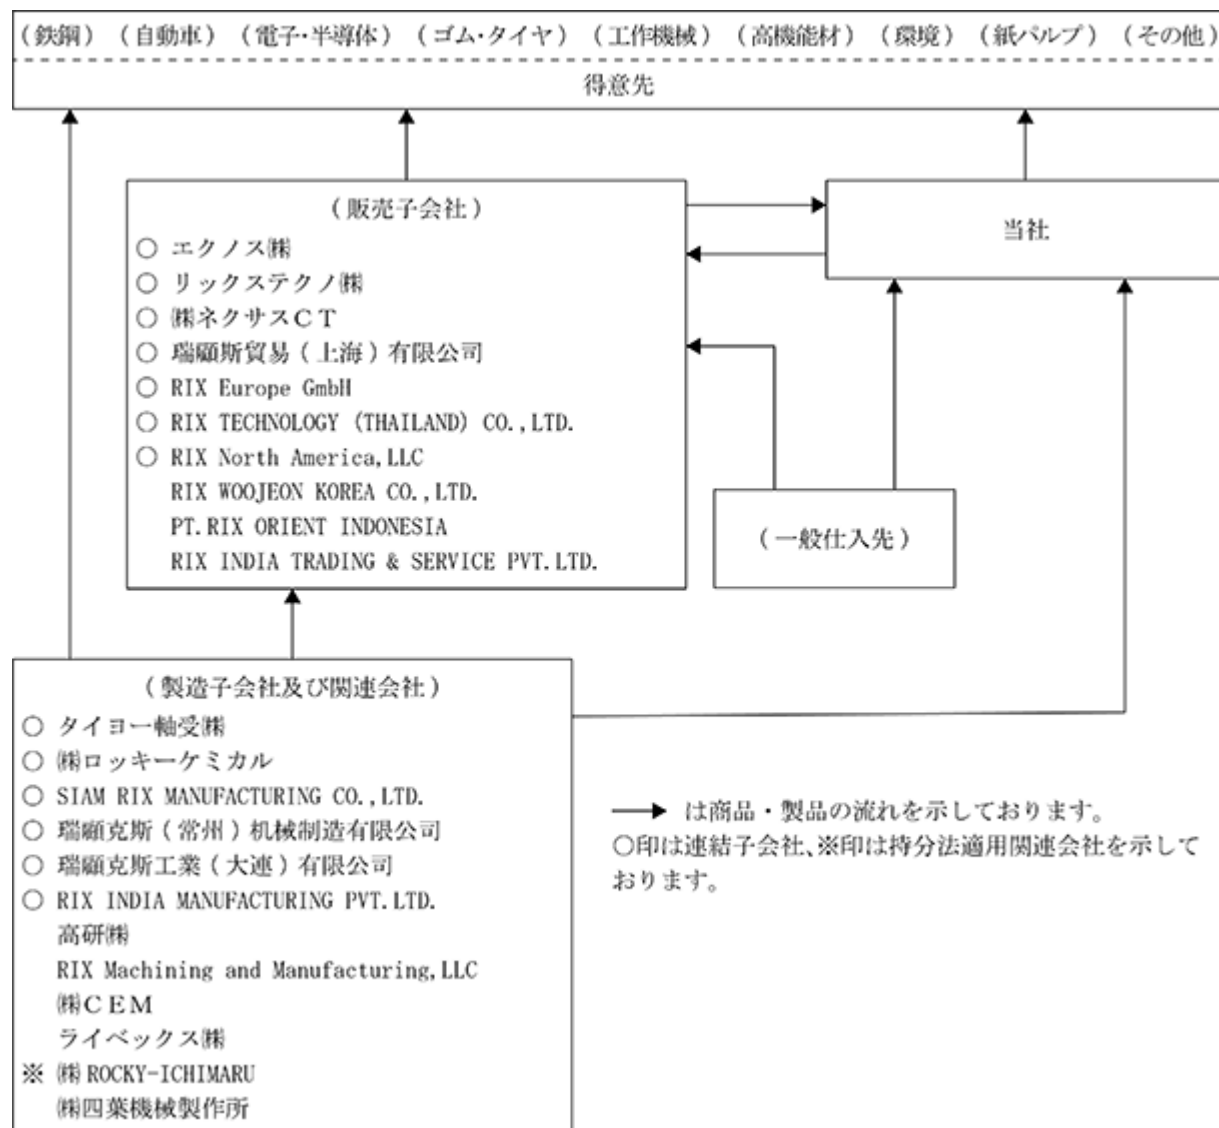 (鉄鋼) (自動車) (電子・半導体) (ゴム・タイヤ) (工作機械) (高機能材) (環境) (紙パルプ) (その他)
得意先
(販売子会社)
○ エクノス㈱
○ リックステクノ㈱
○ ㈱ネクサスCT
○ 瑞顧斯貿易(上海)有限公司
○ RIX Europe GmbH
○ RIX TECHNOLOGY (THAILAND) CO.,LTD.
○ RIX North America,LLC
RIX WOOJEON KOREA CO.,LTD.
PT.RIX ORIENT INDONESIA
RIX INDIA TRADING & SERVICE PVT.LTD.
当社
(一般仕入先)
(製造子会社及び関連会社)
○ タイヨー軸受㈱
○ ㈱ロッキーケミカル
○ SIAM RIX MANUFACTURING CO.,LTD.
○ 瑞顧克斯(常州)机械制造有限公司
○ 瑞顧克斯工業(大連)有限公司
○ RIX INDIA MANUFACTURING PVT.LTD.
高研㈱
RIX Machining and Manufacturing,LLC
㈱CEM
ライベックス㈱
※ ㈱ROCKY-ICHIMARU
㈱四葉機械製作所
→ は商品・製品の流れを示しております。
○印は連結子会社、※印は持分法適用関連会社を示して
おります。